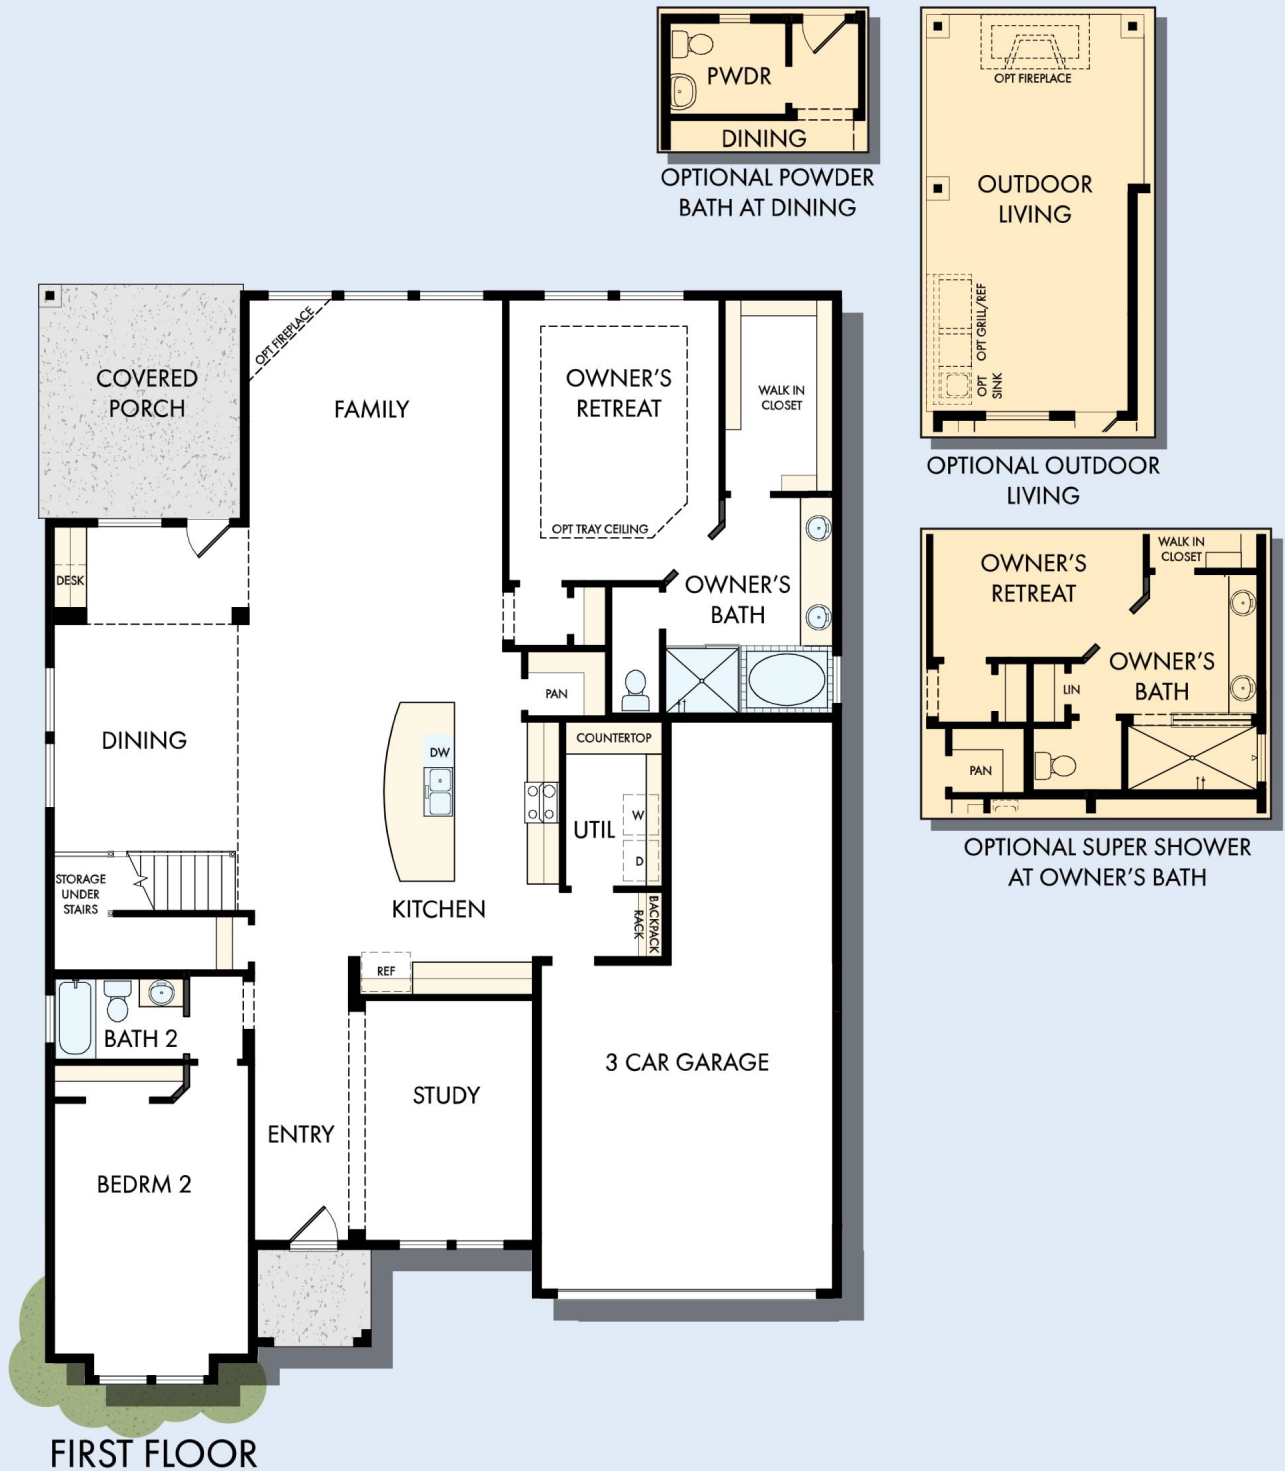 PWDR
DINING
OPTIONAL POWDER
BATH AT DINING
OPT FIREPLACE
OUTDOOR
LIVING
OPT GRILL/REF
OPT
SINK
OPTIONAL OUTDOOR
LIVING
COVERED
PORCH
OPT FIREPLACE
FAMILY
OWNER'S
RETREAT
OPT TRAY CEILING
WALK IN
CLOSET
DESK
OWNER'S
BATH
PAN
DINING
DW
COUNTERTOP
UTIL
W
D
STORAGE
UNDER
STAIRS
KITCHEN
BACKPACK
RACK
REF
BATH 2
3 CAR GARAGE
STUDY
ENTRY
BEDRM 2
OWNER'S
RETREAT
WALK IN
CLOSET
OWNER'S
BATH
LIN
PAN
OPTIONAL SUPER SHOWER
AT OWNER'S BATH
FIRST FLOOR